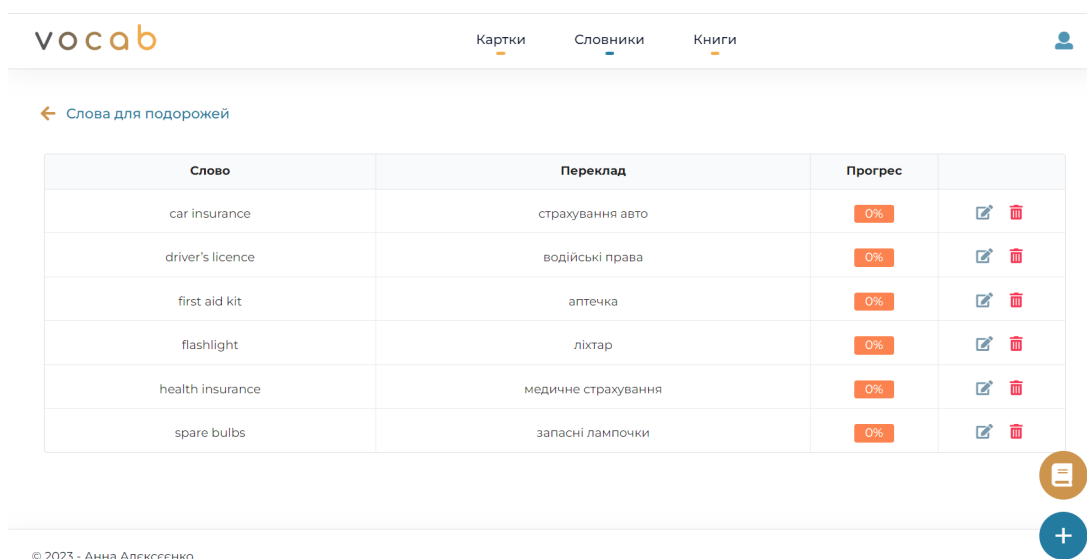 vocab
Картки Словники Книги
Слова для подорожей
Слово Переклад Прогрес
car insurance страхування авто 0%
driver's licence водійські права 0%
first aid kit аптечка 0%
flashlight ліхтар 0%
health insurance медичне страхування 0%
spare bulbs запасні лампочки 0%
© 2023 - Анна Алєксєєнко